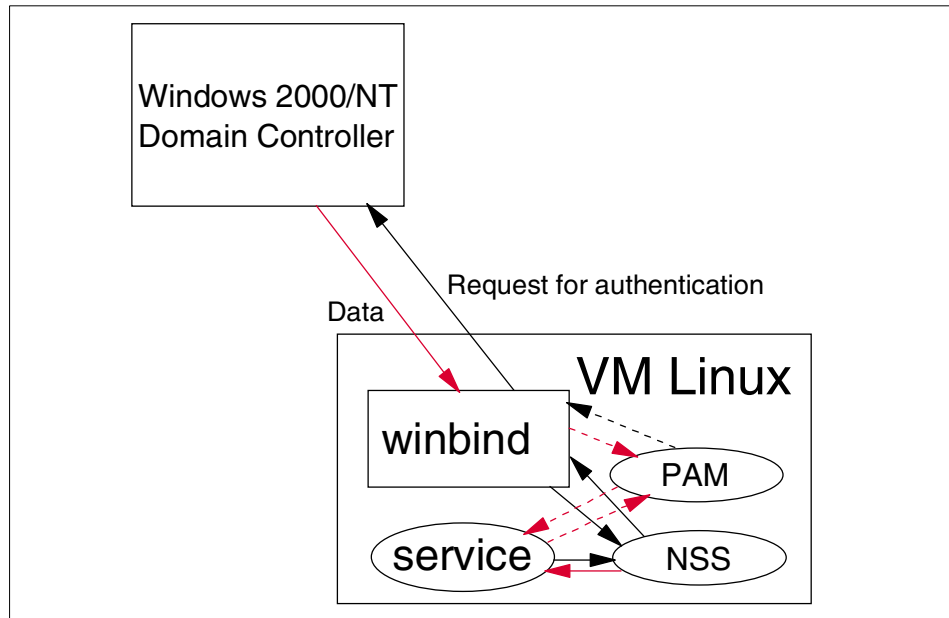 Windows 2000/NT
Domain Controller
Request for authentication
Data
VM Linux
winbind
PAM
service
NSS